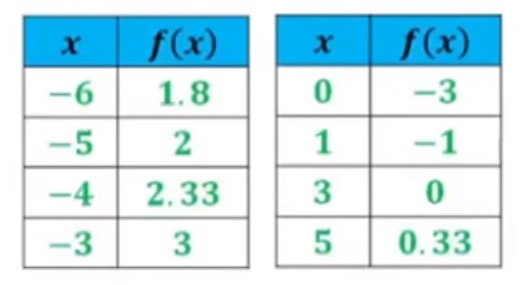 x f(x) x f(x)
−6 1.8 0 −3
−5 2 1 −1
−4 2.33 3 0
−3 3 5 0.33